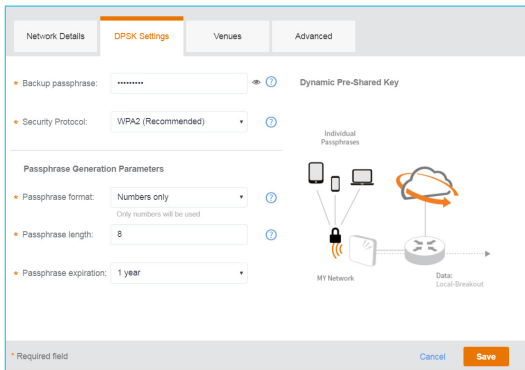 Network Details
DPSK Settings
Venues
Advanced
* Backup passphrase: •••••••••
Dynamic Pre-Shared Key
* Security Protocol: WPA2 (Recommended)
Individual
Passphrases
Passphrase Generation Parameters
* Passphrase format: Numbers only
Only numbers will be used
* Passphrase length: 8
* Passphrase expiration: 1 year
MY Network
Data:
Local-Breakout
* Required field
Cancel
Save